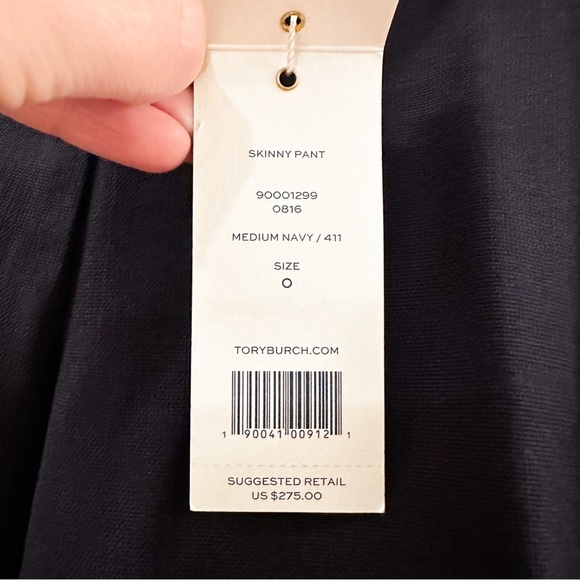 SKINNY PANT
90001299
0816
MEDIUM NAVY / 411
SIZE
0
TORYBURCH.COM
1 90041 00912 1
SUGGESTED RETAIL
US $275.00